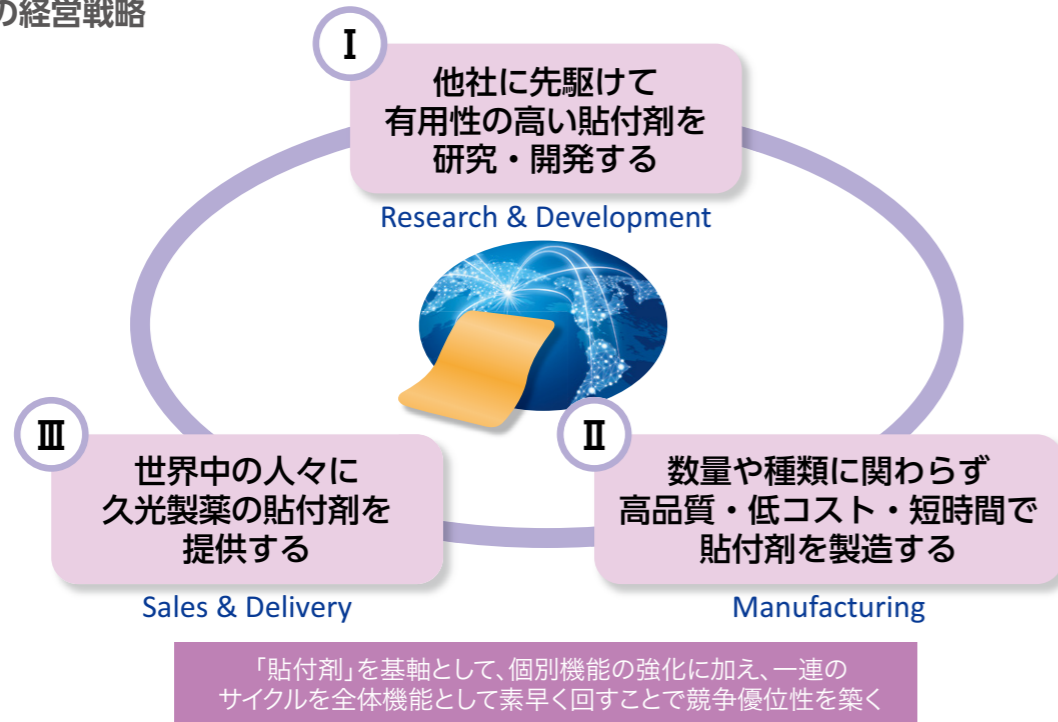 の経営戦略
Ⅰ
他社に先駆けて
有用性の高い貼付剤を
研究・開発する
Research & Development
Ⅲ
世界中の人々に
久光製薬の貼付剤を
提供する
Sales & Delivery
Ⅱ
数量や種類に関わらず
高品質・低コスト・短時間で
貼付剤を製造する
Manufacturing
「貼付剤」を基軸として、個別機能の強化に加え、一連の
サイクルを全体機能として素早く回すことで競争優位性を築く